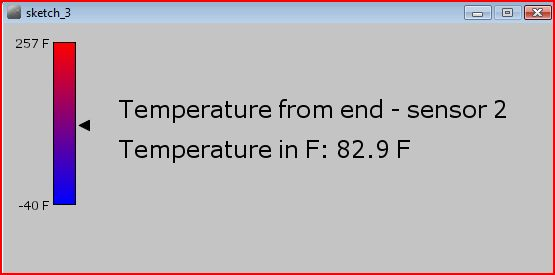 sketch_3
257 F
Temperature from end - sensor 2
Temperature in F: 82.9 F
-40 F